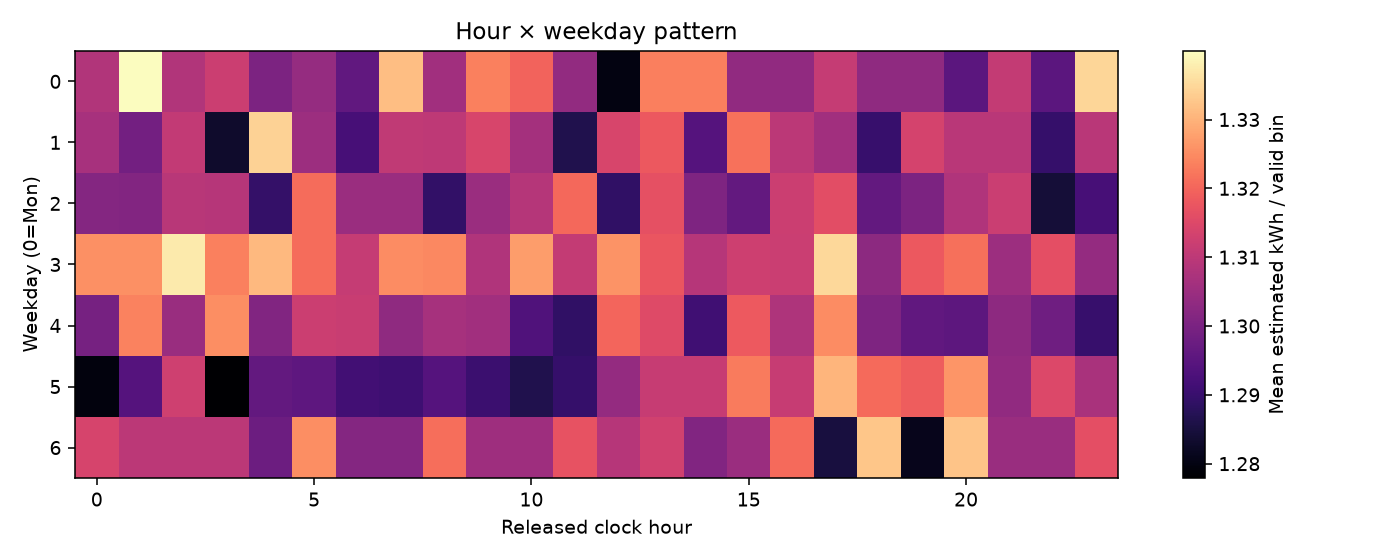 Hour × weekday pattern
Weekday (0=Mon)
0
1
2
3
4
5
6
0 5 10 15 20
Released clock hour
1.33
1.32
1.31
1.30
1.29
1.28
Mean estimated kWh / valid bin